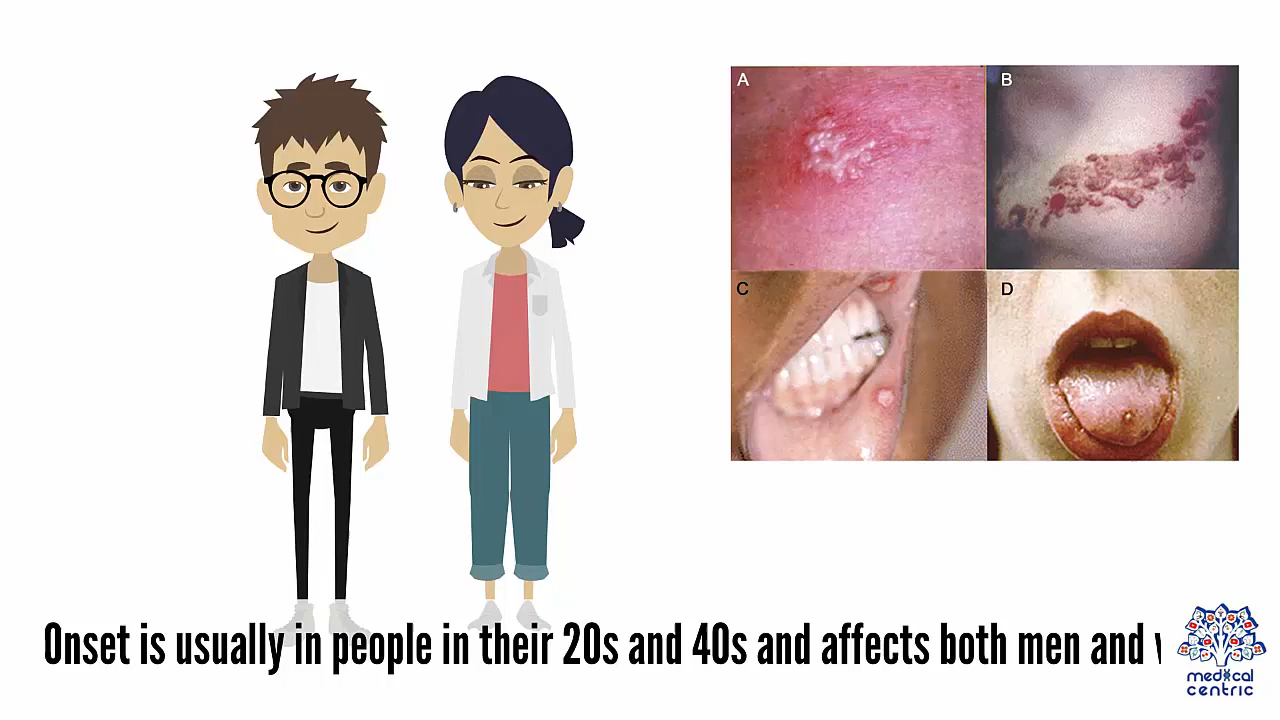 A
B
C
D
Onset is usually in people in their 20s and 40s and affects both men and
medical
centric